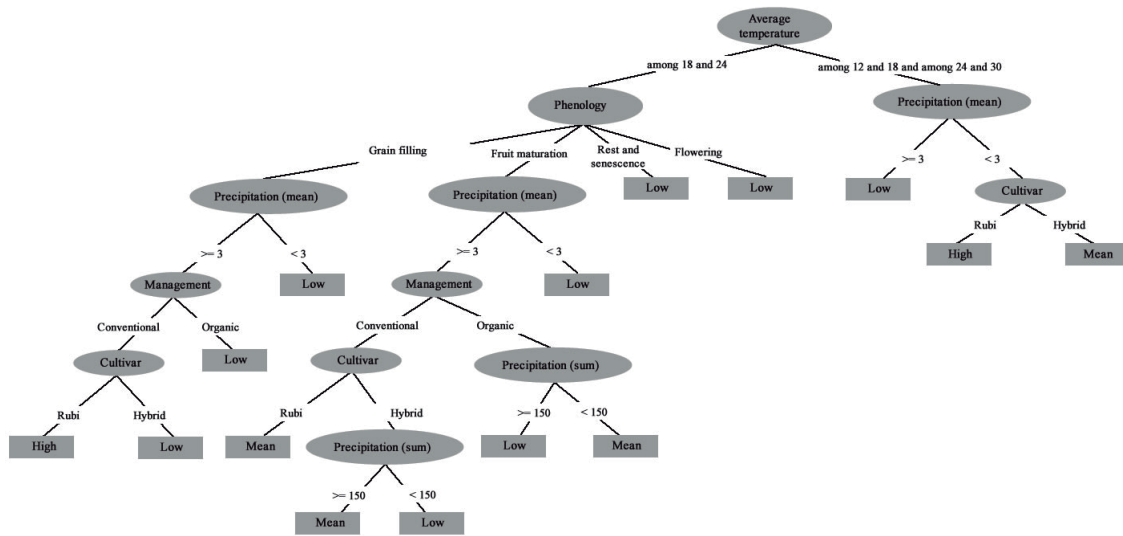 Average
temperature
among 18 and 24
among 12 and 18 and among 24 and 30
Phenology
Precipitation (mean)
Grain filling
Fruit maturation
Rest and
senescence
Flowering
>= 3
< 3
Precipitation (mean)
Precipitation (mean)
Low
Low
Low
Cultivar
Rubi
Hybrid
>= 3
< 3
>= 3
< 3
High
Mean
Management
Low
Management
Low
Conventional
Organic
Conventional
Organic
Cultivar
Low
Cultivar
Precipitation (sum)
Rubi
Hybrid
Rubi
Hybrid
>= 150
< 150
High
Low
Mean
Precipitation (sum)
Low
Mean
>= 150
< 150
Mean
Low